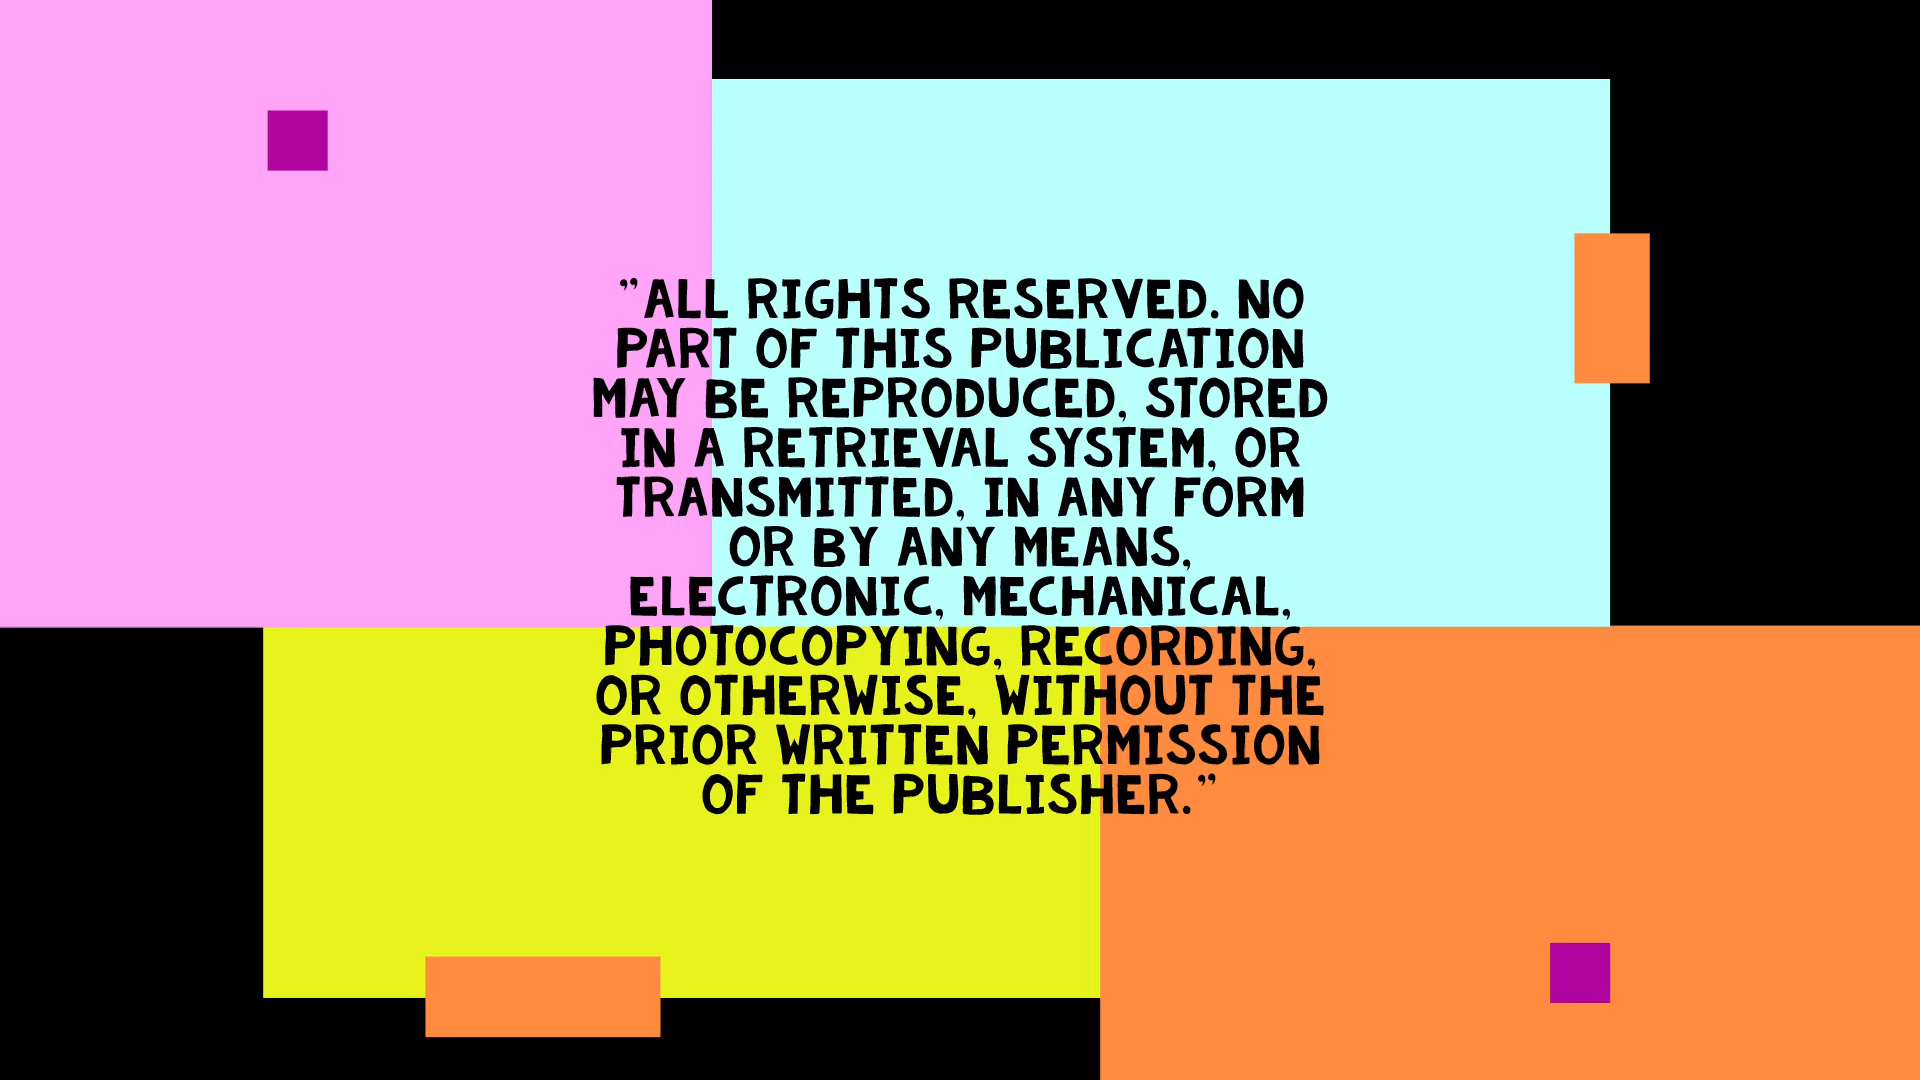 ”ALL RIGHTS RESERVED. NO
PART OF THIS PUBLICATION
MAY BE REPRODUCED, STORED
IN A RETRIEVAL SYSTEM, OR
TRANSMITTED, IN ANY FORM
OR BY ANY MEANS,
ELECTRONIC, MECHANICAL,
PHOTOCOPYING, RECORDING,
OR OTHERWISE, WITHOUT THE
PRIOR WRITTEN PERMISSION
OF THE PUBLISHER.”